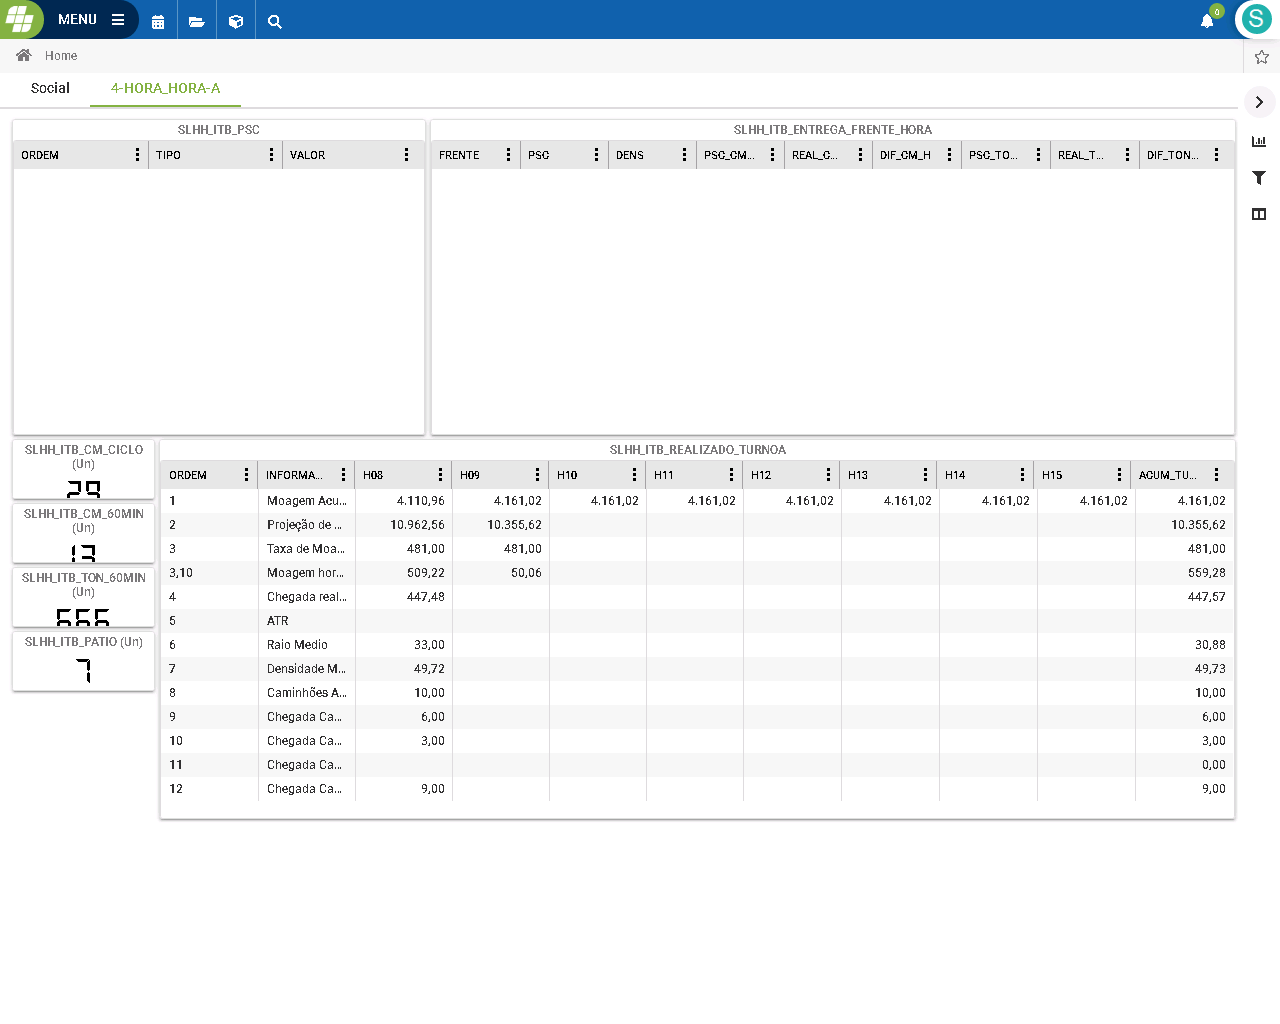 MENU
0
S
Home
Social
4-HORA_HORA-A
SLHH_ITB_PSC
ORDEM TIPO VALOR
SLHH_ITB_ENTREGA_FRENTE_HORA
FRENTE PSC DENS PSC_CM... REAL_C... DIF_CM_H PSC_TO... REAL_T... DIF_TON...
SLHH_ITB_CM_CICLO
(Un)
29
SLHH_ITB_CM_60MIN
(Un)
13
SLHH_ITB_TON_60MIN
(Un)
666
SLHH_ITB_PATIO (Un)
7
SLHH_ITB_REALIZADO_TURNOA
ORDEM INFORMA... H08 H09 H10 H11 H12 H13 H14 H15 ACUM_TU...
1 Moagem Acu... 4.110,96 4.161,02 4.161,02 4.161,02 4.161,02 4.161,02 4.161,02 4.161,02 4.161,02
2 Projeção de ... 10.962,56 10.355,62 10.355,62
3 Taxa de Moa... 481,00 481,00 481,00
3,10 Moagem hor... 509,22 50,06 559,28
4 Chegada real... 447,48 447,57
5 ATR
6 Raio Medio 33,00 30,88
7 Densidade M... 49,72 49,73
8 Caminhões A... 10,00 10,00
9 Chegada Ca... 6,00 6,00
10 Chegada Ca... 3,00 3,00
11 Chegada Ca... 0,00
12 Chegada Ca... 9,00 9,00